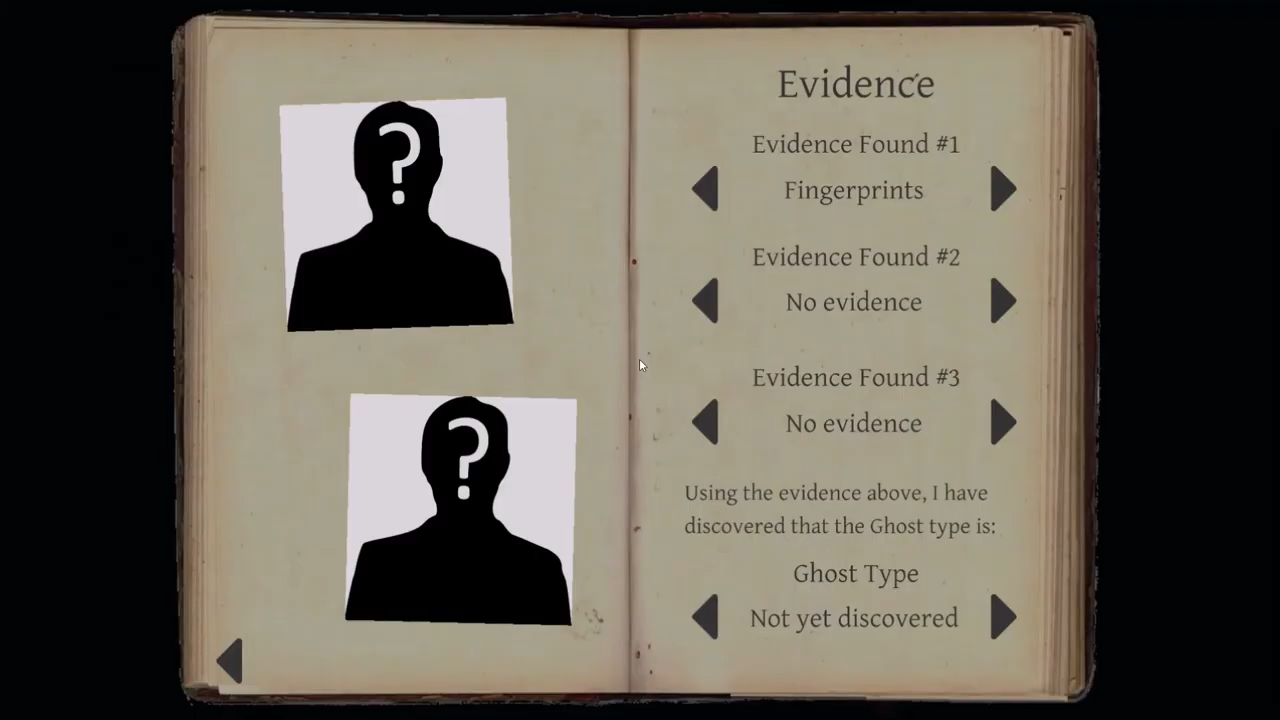 ?
?
Evidence
Evidence Found #1
Fingerprints
Evidence Found #2
No evidence
Evidence Found #3
No evidence
Using the evidence above, I have
discovered that the Ghost type is:
Ghost Type
Not yet discovered